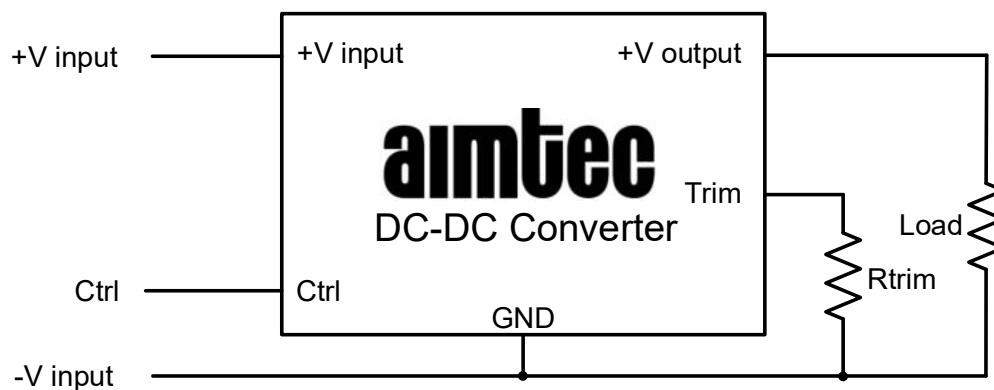 +V input
+V input
+V output
aimtec
Trim
DC-DC Converter
Load
Rtrim
Ctrl
Ctrl
GND
-V input